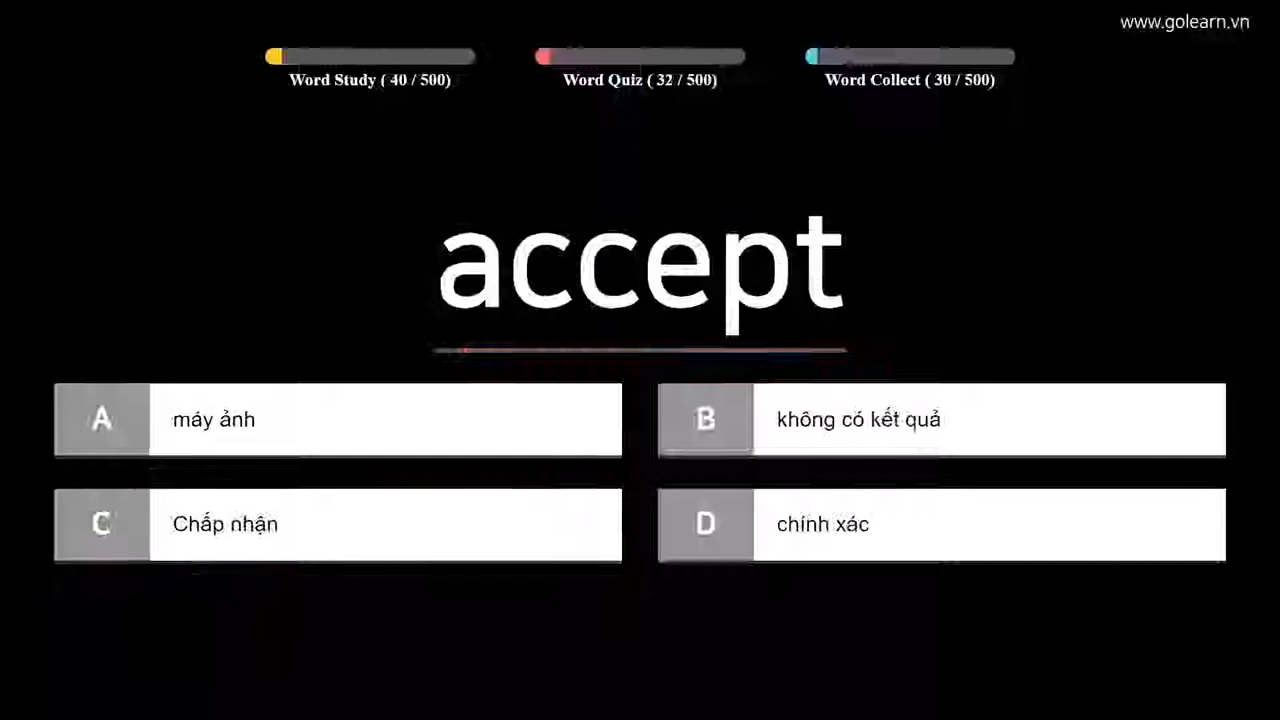 www.golearn.vn
Word Study ( 40 / 500)
Word Quiz ( 32 / 500)
Word Collect ( 30 / 500)
accept
A máy ảnh
B không có kết quả
C Chấp nhận
D chính xác